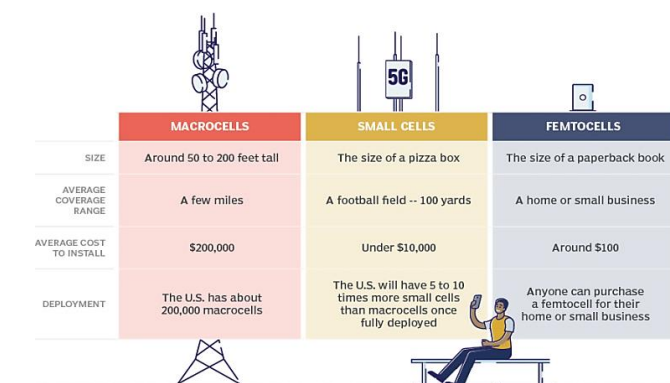 5G
MACROCELLS
SMALL CELLS
FEMTOCELLS
SIZE
Around 50 to 200 feet tall
The size of a pizza box
The size of a paperback book
AVERAGE
COVERAGE
RANGE
A few miles
A football field -- 100 yards
A home or small business
AVERAGE COST
TO INSTALL
$200,000
Under $10,000
Around $100
DEPLOYMENT
The U.S. has about
200,000 macrocells
The U.S. will have 5 to 10
times more small cells
than macrocells once
fully deployed
Anyone can purchase
a femtocell for their
home or small business